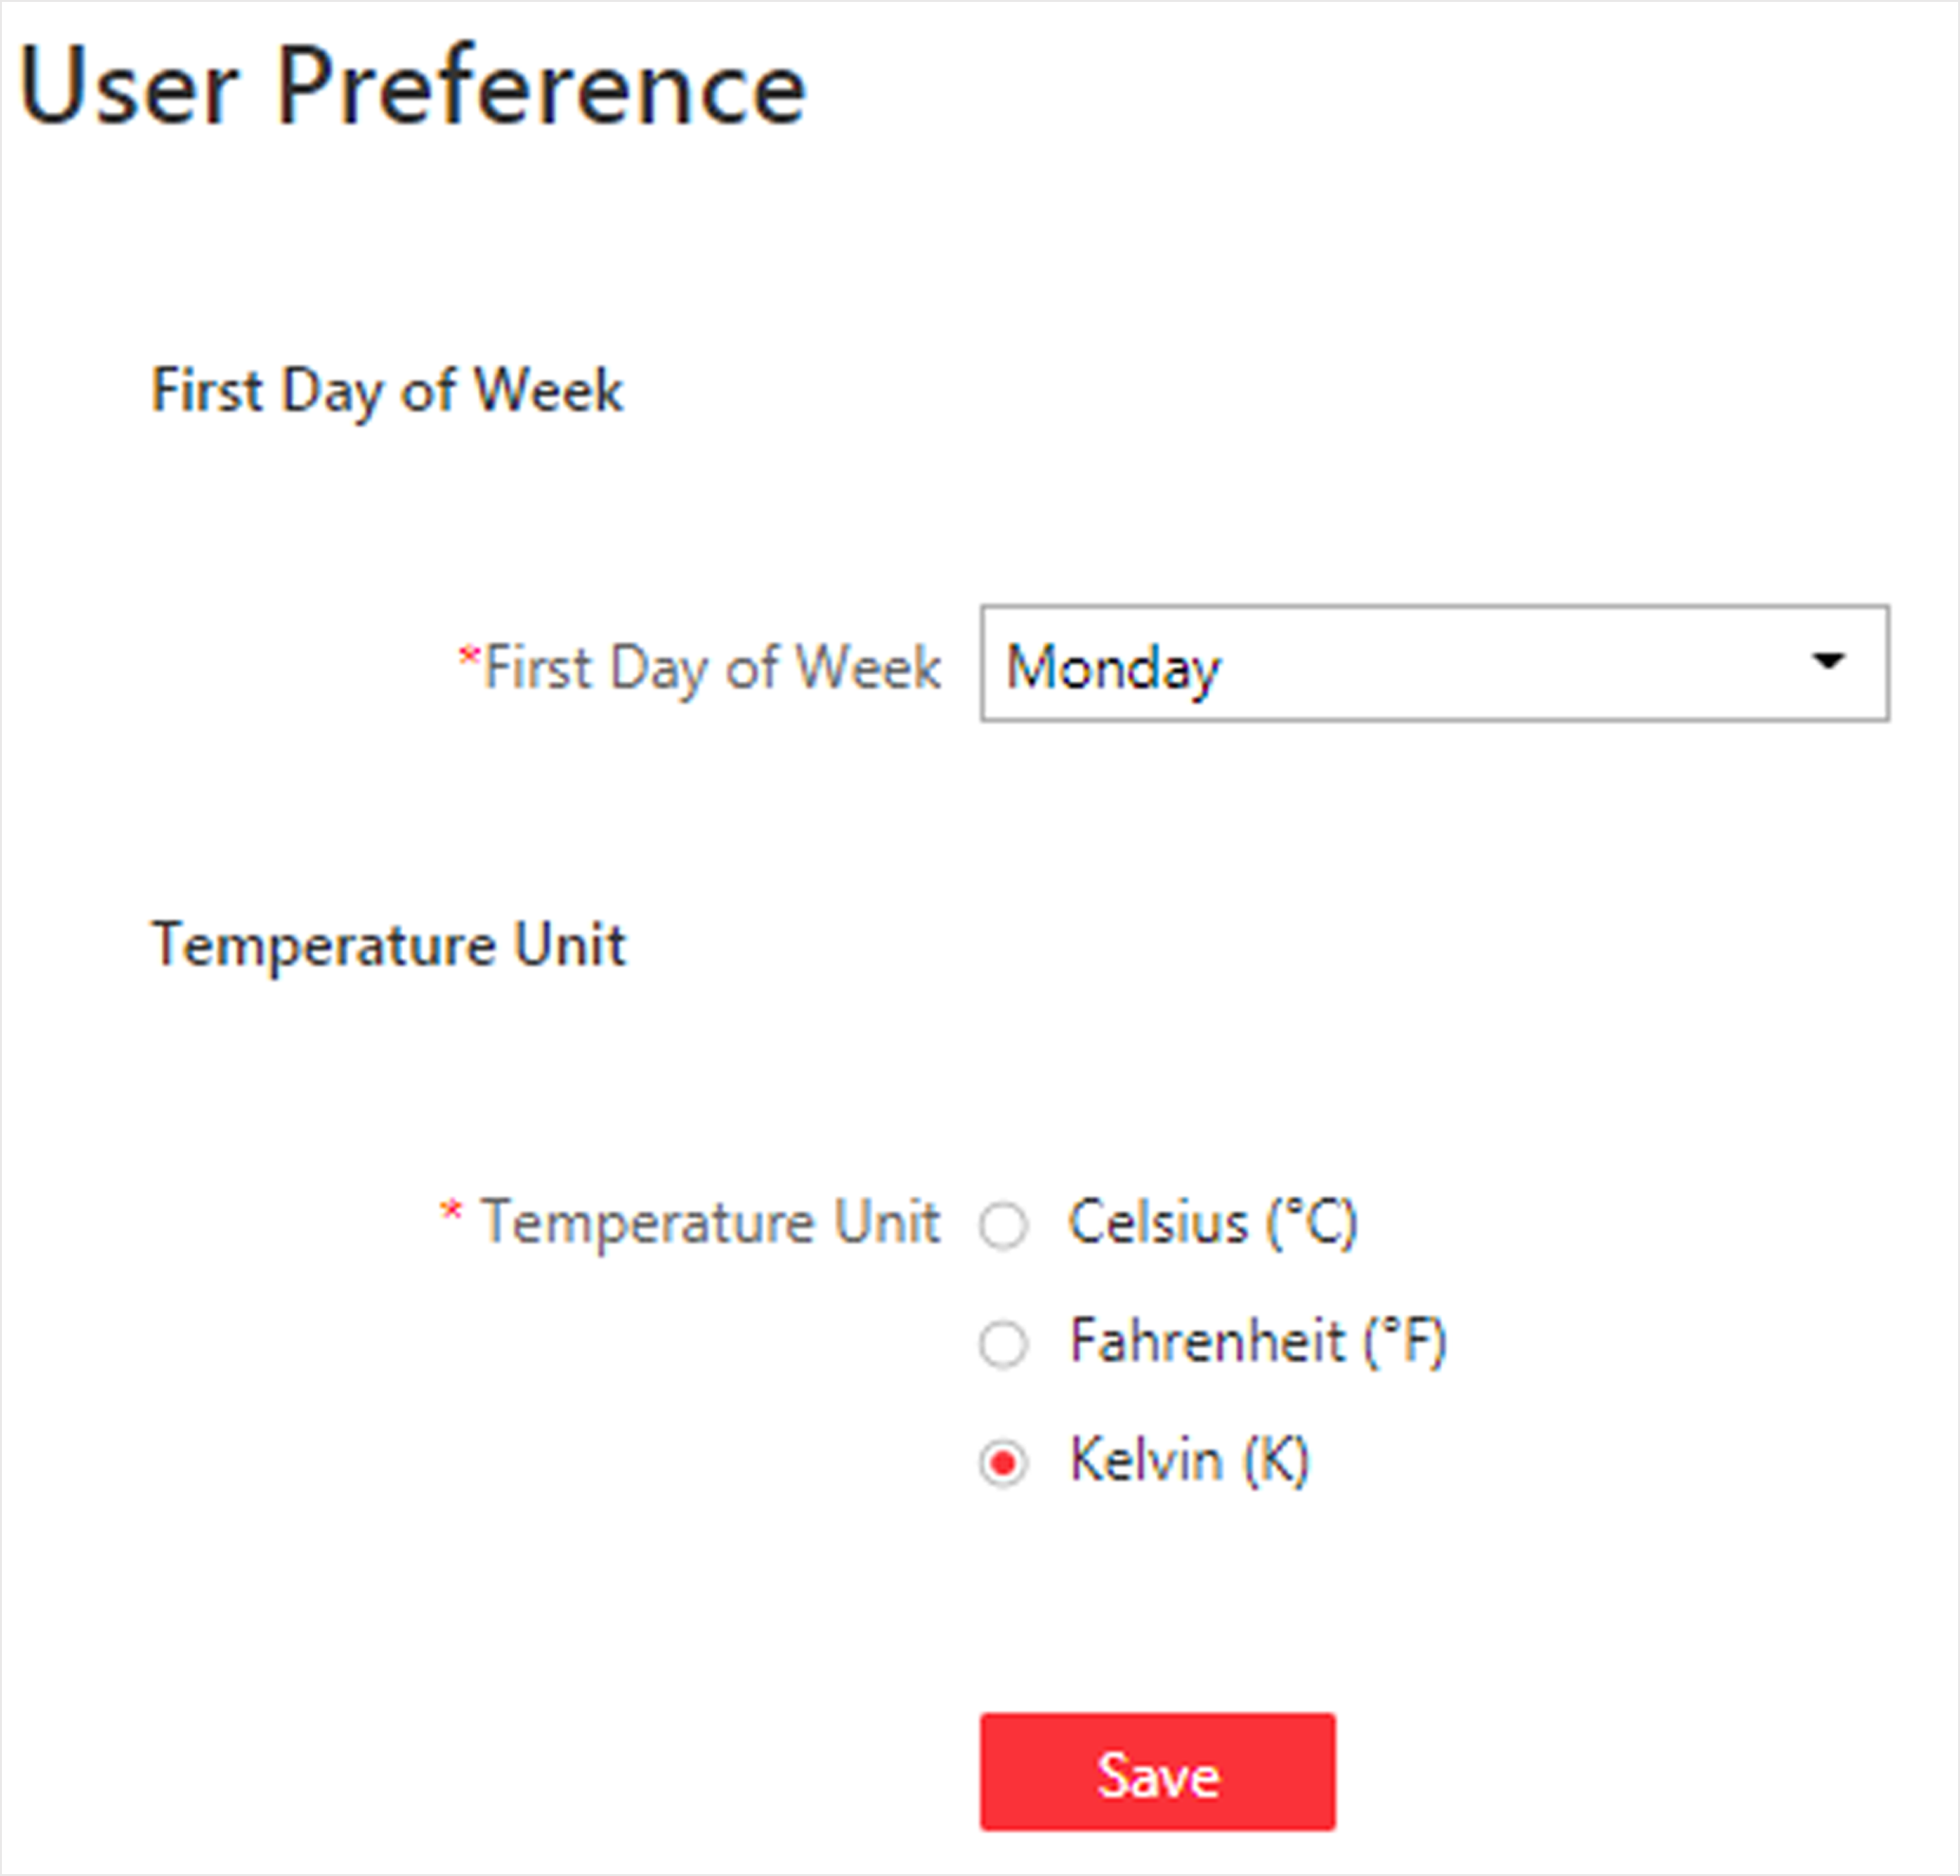 User Preference
First Day of Week
*First Day of Week Monday
Temperature Unit
* Temperature Unit Celsius (°C)
Fahrenheit (°F)
Kelvin (K)
Save